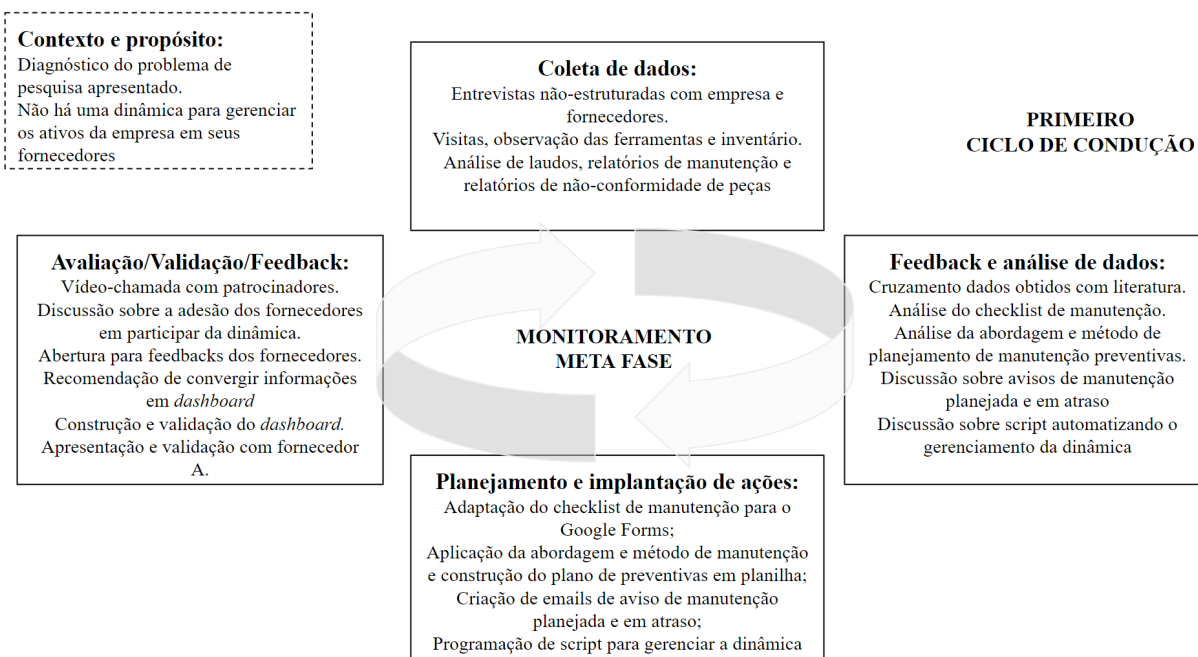 Contexto e propósito:
Diagnóstico do problema de
pesquisa apresentado.
Não há uma dinâmica para gerenciar
os ativos da empresa em seus
fornecedores
Coleta de dados:
Entrevistas não-estruturadas com empresa e
fornecedores.
Visitas, observação das ferramentas e inventário.
Análise de laudos, relatórios de manutenção e
relatórios de não-conformidade de peças
PRIMEIRO
CICLO DE CONDUÇÃO
Avaliação/Validação/Feedback:
Vídeo-chamada com patrocinadores.
Discussão sobre a adesão dos fornecedores
em participar da dinâmica.
Abertura para feedbacks dos fornecedores.
Recomendação de convergir informações
em dashboard
Construção e validação do dashboard.
Apresentação e validação com fornecedor
A.
MONITORAMENTO
META FASE
Feedback e análise de dados:
Cruzamento dados obtidos com literatura.
Análise do checklist de manutenção.
Análise da abordagem e método de
planejamento de manutenção preventivas.
Discussão sobre avisos de manutenção
planejada e em atraso
Discussão sobre script automatizando o
gerenciamento da dinâmica
Planejamento e implantação de ações:
Adaptação do checklist de manutenção para o
Google Forms;
Aplicação da abordagem e método de manutenção
e construção do plano de preventivas em planilha;
Criação de emails de aviso de manutenção
planejada e em atraso;
Programação de script para gerenciar a dinâmica